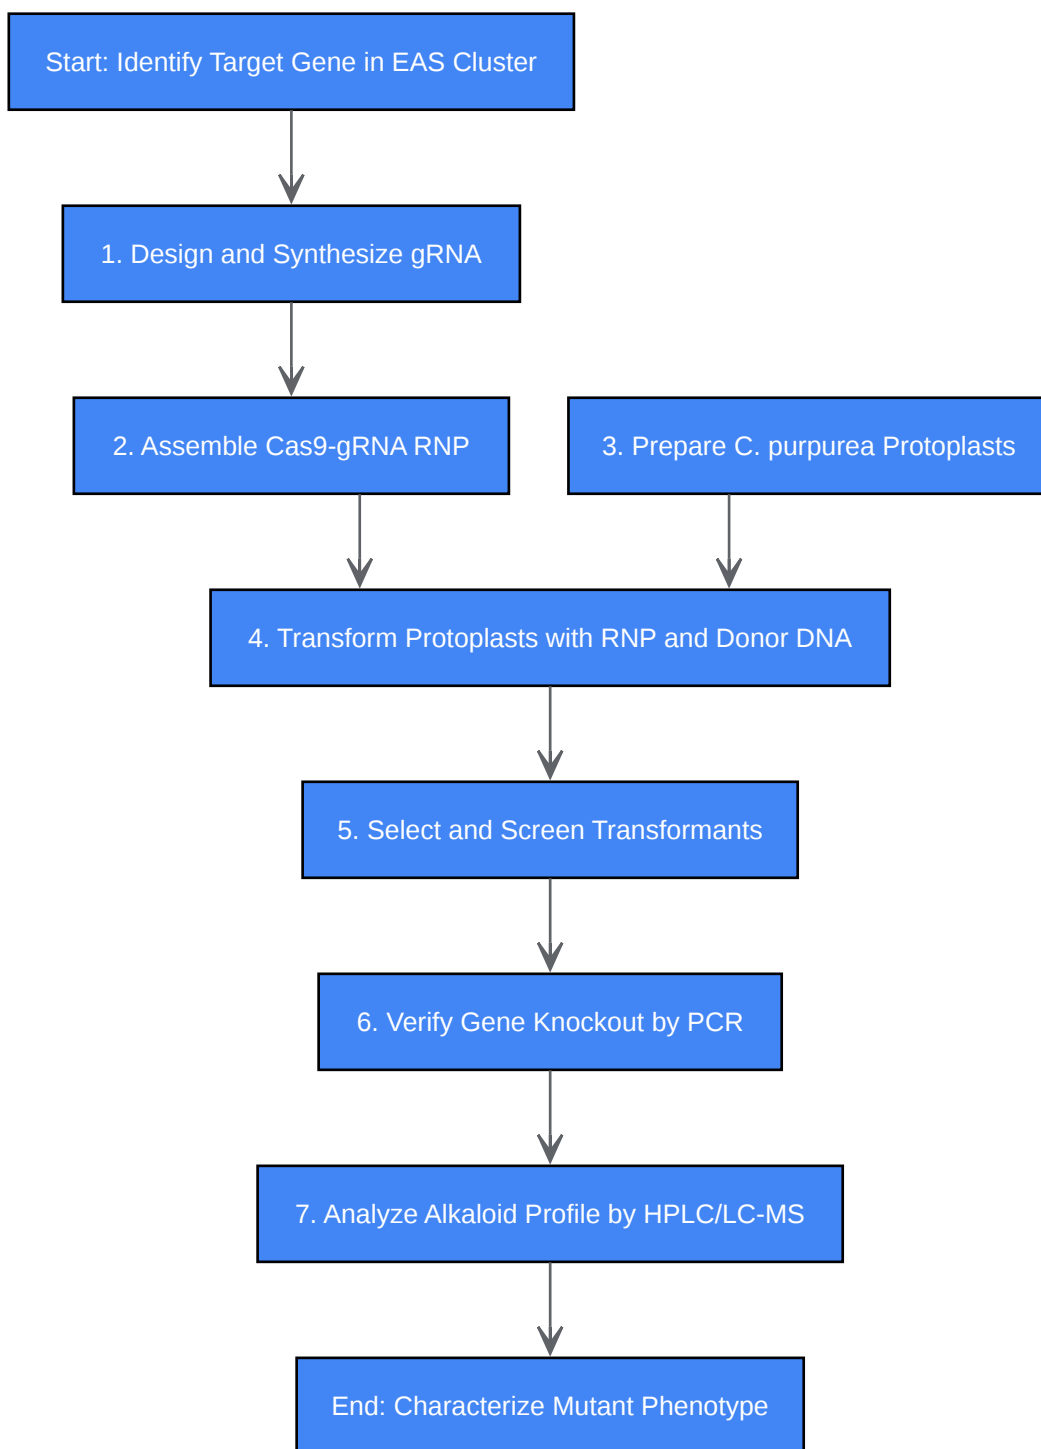 Start: Identify Target Gene in EAS Cluster
1. Design and Synthesize gRNA
2. Assemble Cas9-gRNA RNP
3. Prepare C. purpurea Protoplasts
4. Transform Protoplasts with RNP and Donor DNA
5. Select and Screen Transformants
6. Verify Gene Knockout by PCR
7. Analyze Alkaloid Profile by HPLC/LC-MS
End: Characterize Mutant Phenotype